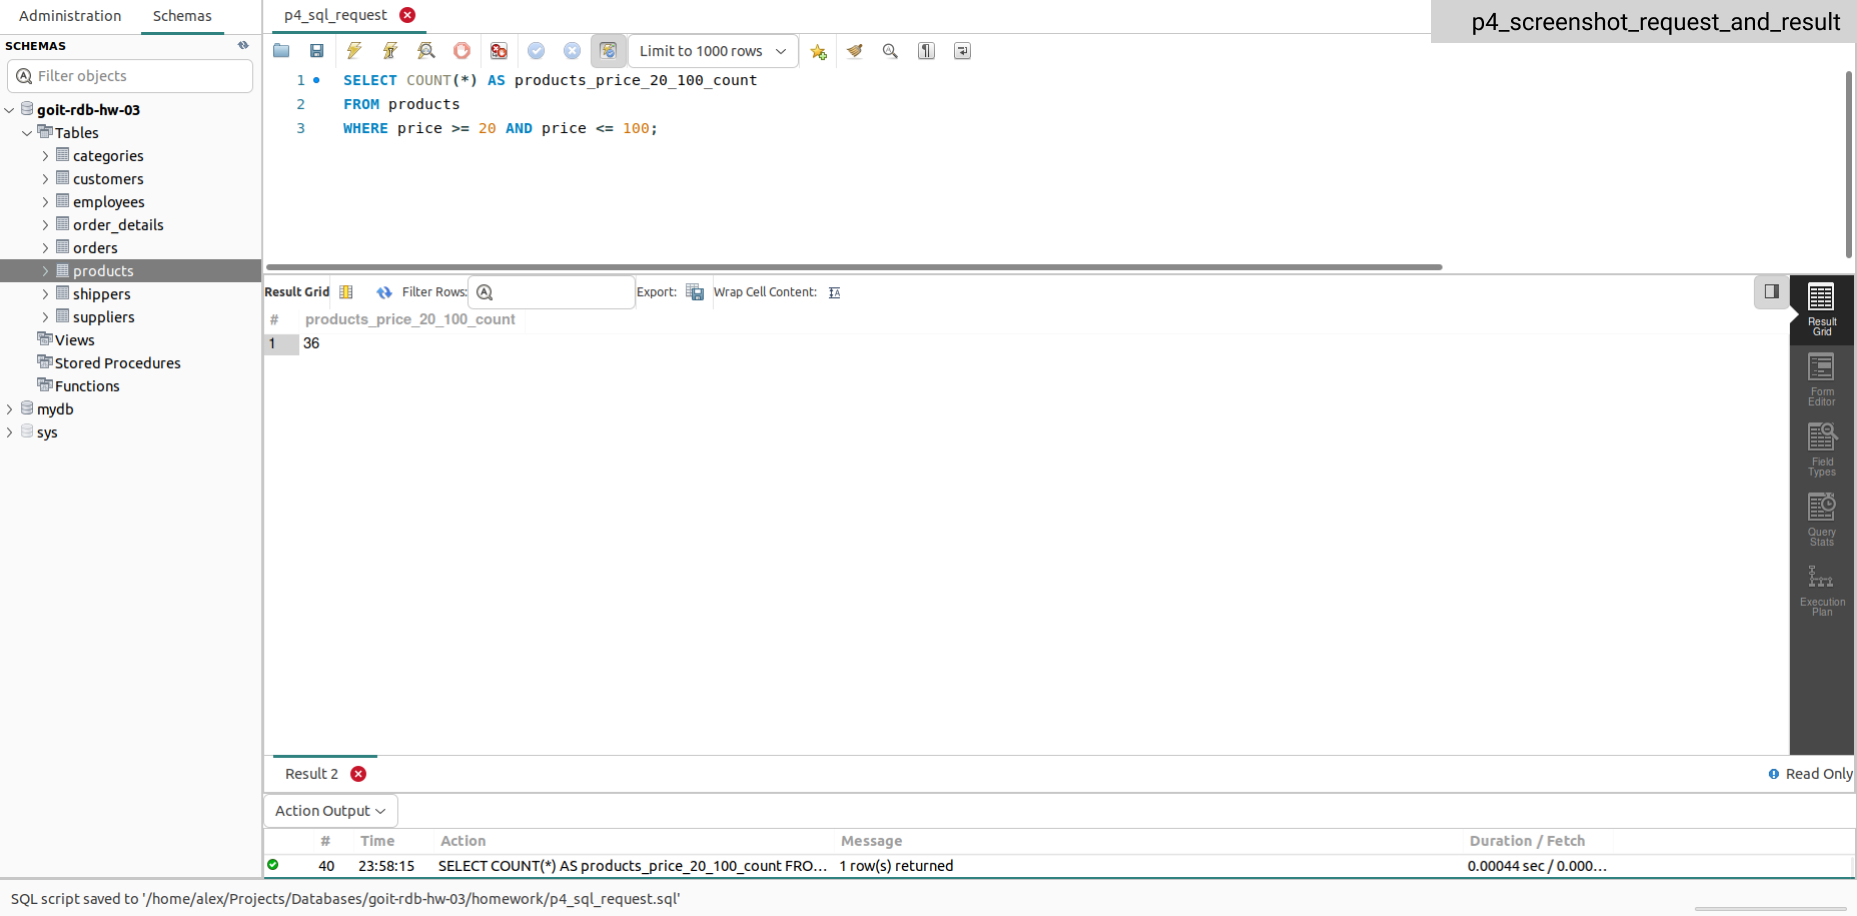 Administration Schemas
p4_sql_request
p4_screenshot_request_and_result
SCHEMAS
Filter objects
goit-rdb-hw-03
Tables
categories
customers
employees
order_details
orders
products
shippers
suppliers
Views
Stored Procedures
Functions
mydb
sys
Limit to 1000 rows
1 SELECT COUNT(*) AS products_price_20_100_count
2 FROM products
3 WHERE price >= 20 AND price <= 100;
Result Grid Filter Rows: Export: Wrap Cell Content:
# products_price_20_100_count
1 36
Result
Grid
Form
Editor
Field
Types
Query
Stats
Execution
Plan
Result 2
Read Only
Action Output
# Time Action Message Duration / Fetch
40 23:58:15 SELECT COUNT(*) AS products_price_20_100_count FRO... 1 row(s) returned 0.00044 sec / 0.000...
SQL script saved to '/home/alex/Projects/Databases/goit-rdb-hw-03/homework/p4_sql_request.sql'